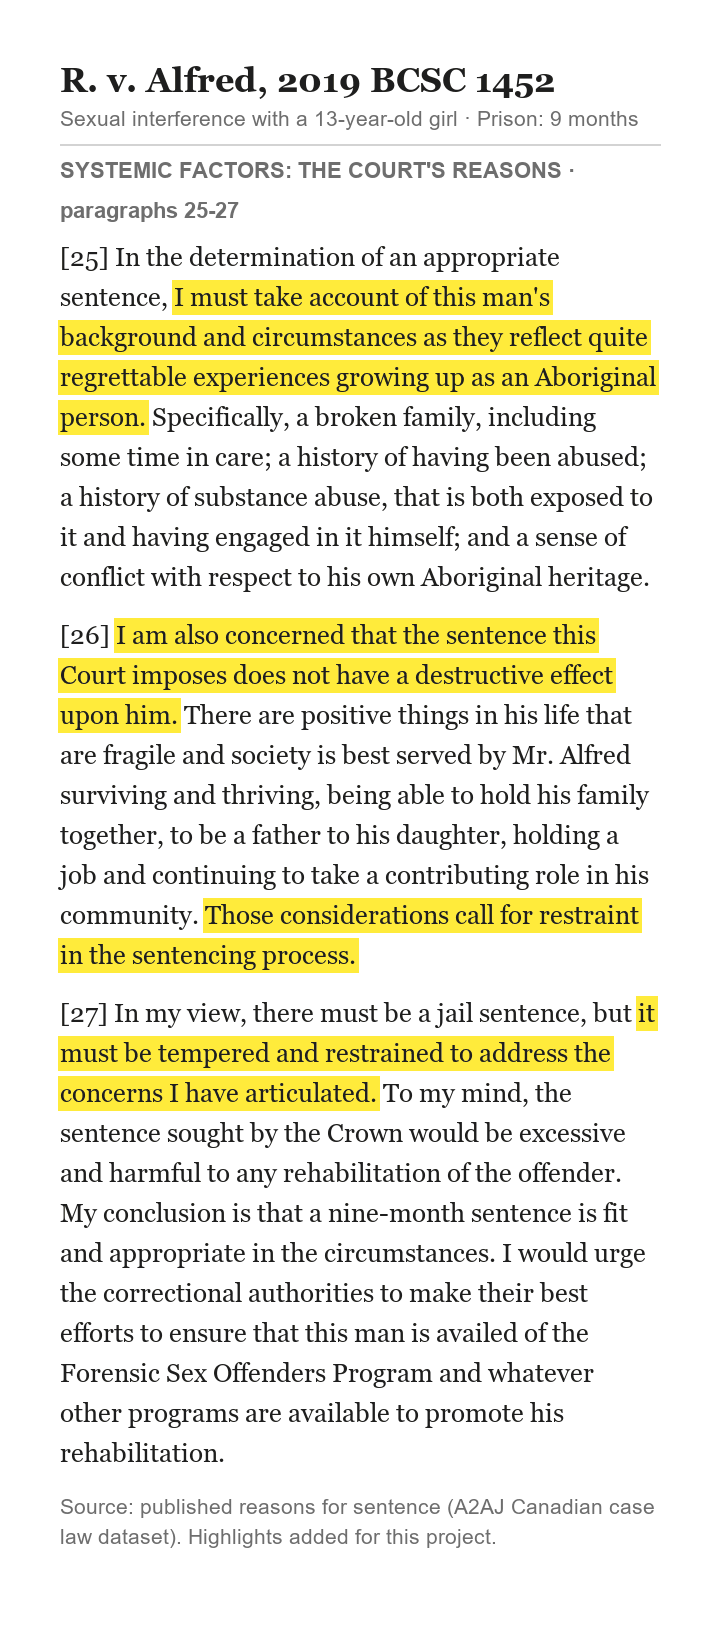 R. v. Alfred, 2019 BCSC 1452
Sexual interference with a 13-year-old girl · Prison: 9 months
SYSTEMIC FACTORS: THE COURT'S REASONS ·
paragraphs 25-27
[25] In the determination of an appropriate
sentence, I must take account of this man's
background and circumstances as they reflect quite
regrettable experiences growing up as an Aboriginal
person. Specifically, a broken family, including
some time in care; a history of having been abused;
a history of substance abuse, that is both exposed to
it and having engaged in it himself; and a sense of
conflict with respect to his own Aboriginal heritage.
[26] I am also concerned that the sentence this
Court imposes does not have a destructive effect
upon him. There are positive things in his life that
are fragile and society is best served by Mr. Alfred
surviving and thriving, being able to hold his family
together, to be a father to his daughter, holding a
job and continuing to take a contributing role in his
community. Those considerations call for restraint
in the sentencing process.
[27] In my view, there must be a jail sentence, but it
must be tempered and restrained to address the
concerns I have articulated. To my mind, the
sentence sought by the Crown would be excessive
and harmful to any rehabilitation of the offender.
My conclusion is that a nine-month sentence is fit
and appropriate in the circumstances. I would urge
the correctional authorities to make their best
efforts to ensure that this man is availed of the
Forensic Sex Offenders Program and whatever
other programs are available to promote his
rehabilitation.
Source: published reasons for sentence (A2AJ Canadian case
law dataset). Highlights added for this project.